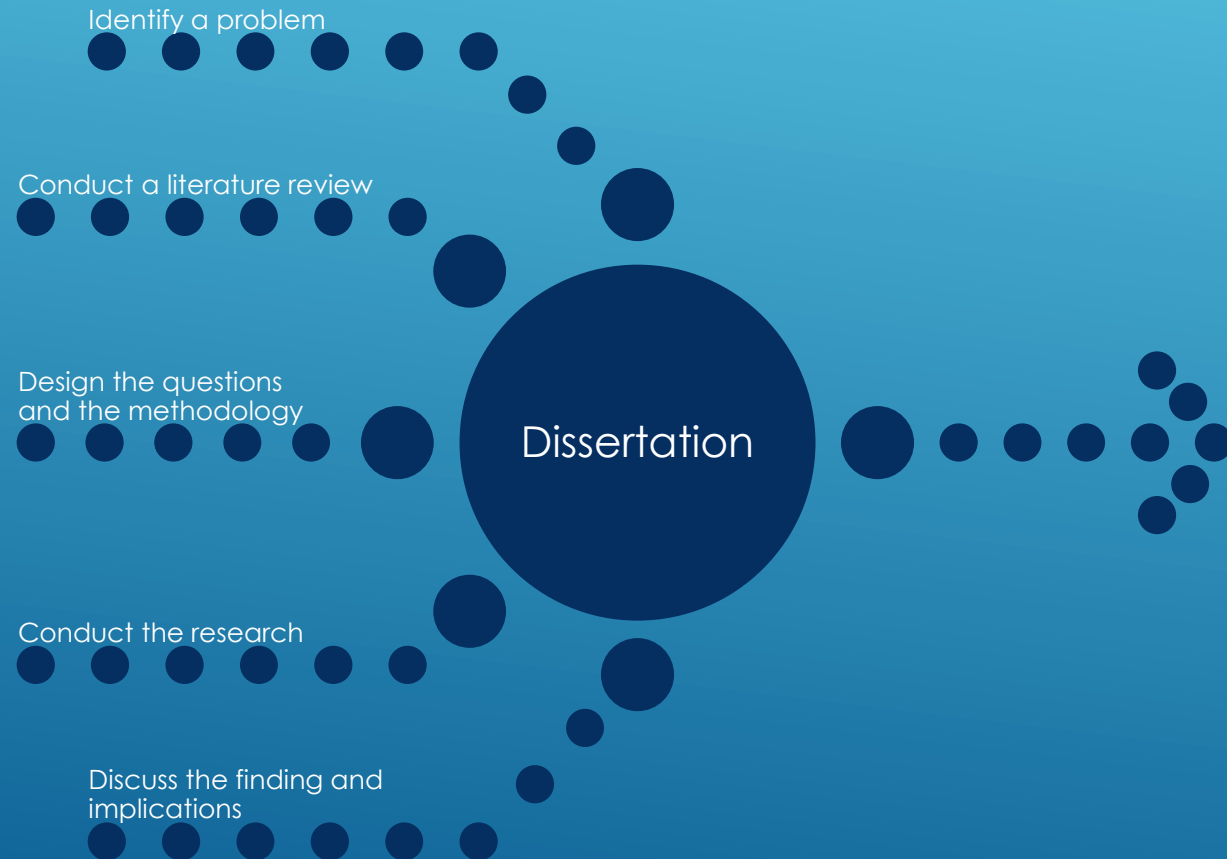 Identify a problem
Conduct a literature review
Design the questions
and the methodology
Dissertation
Conduct the research
Discuss the finding and
implications